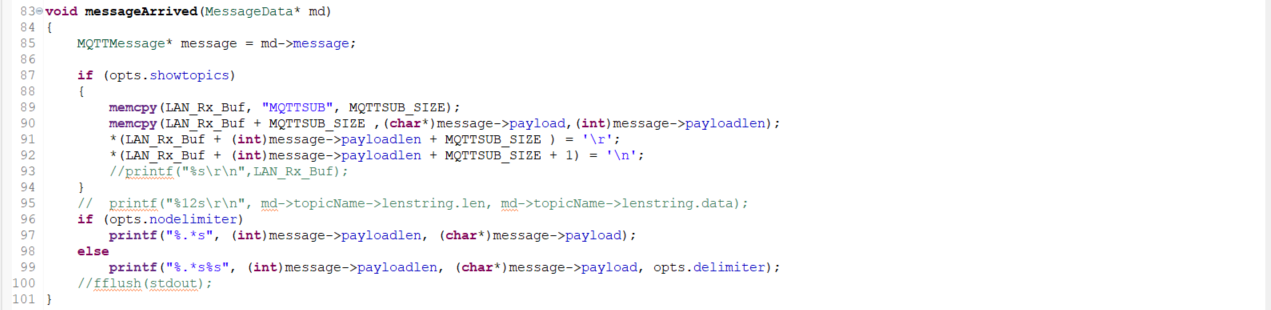 83 void messageArrived(MessageData* md)
84 {
85     MQTTMessage* message = md->message;
86
87     if (opts.showtopics)
88     {
89         memcpy(LAN_Rx_Buf, "MQTTSUB", MQTTSUB_SIZE);
90         memcpy(LAN_Rx_Buf + MQTTSUB_SIZE ,(char*)message->payload,(int)message->payloadlen);
91         *(LAN_Rx_Buf + (int)message->payloadlen + MQTTSUB_SIZE ) = '\r';
92         *(LAN_Rx_Buf + (int)message->payloadlen + MQTTSUB_SIZE + 1) = '\n';
93         //printf("%s\r\n",LAN_Rx_Buf);
94     }
95     //  printf("%12s\r\n", md->topicName->lenstring.len, md->topicName->lenstring.data);
96     if (opts.nodelimiter)
97         printf("%.*s", (int)message->payloadlen, (char*)message->payload);
98     else
99         printf("%.*s%s", (int)message->payloadlen, (char*)message->payload, opts.delimiter);
100     //fflush(stdout);
101 }